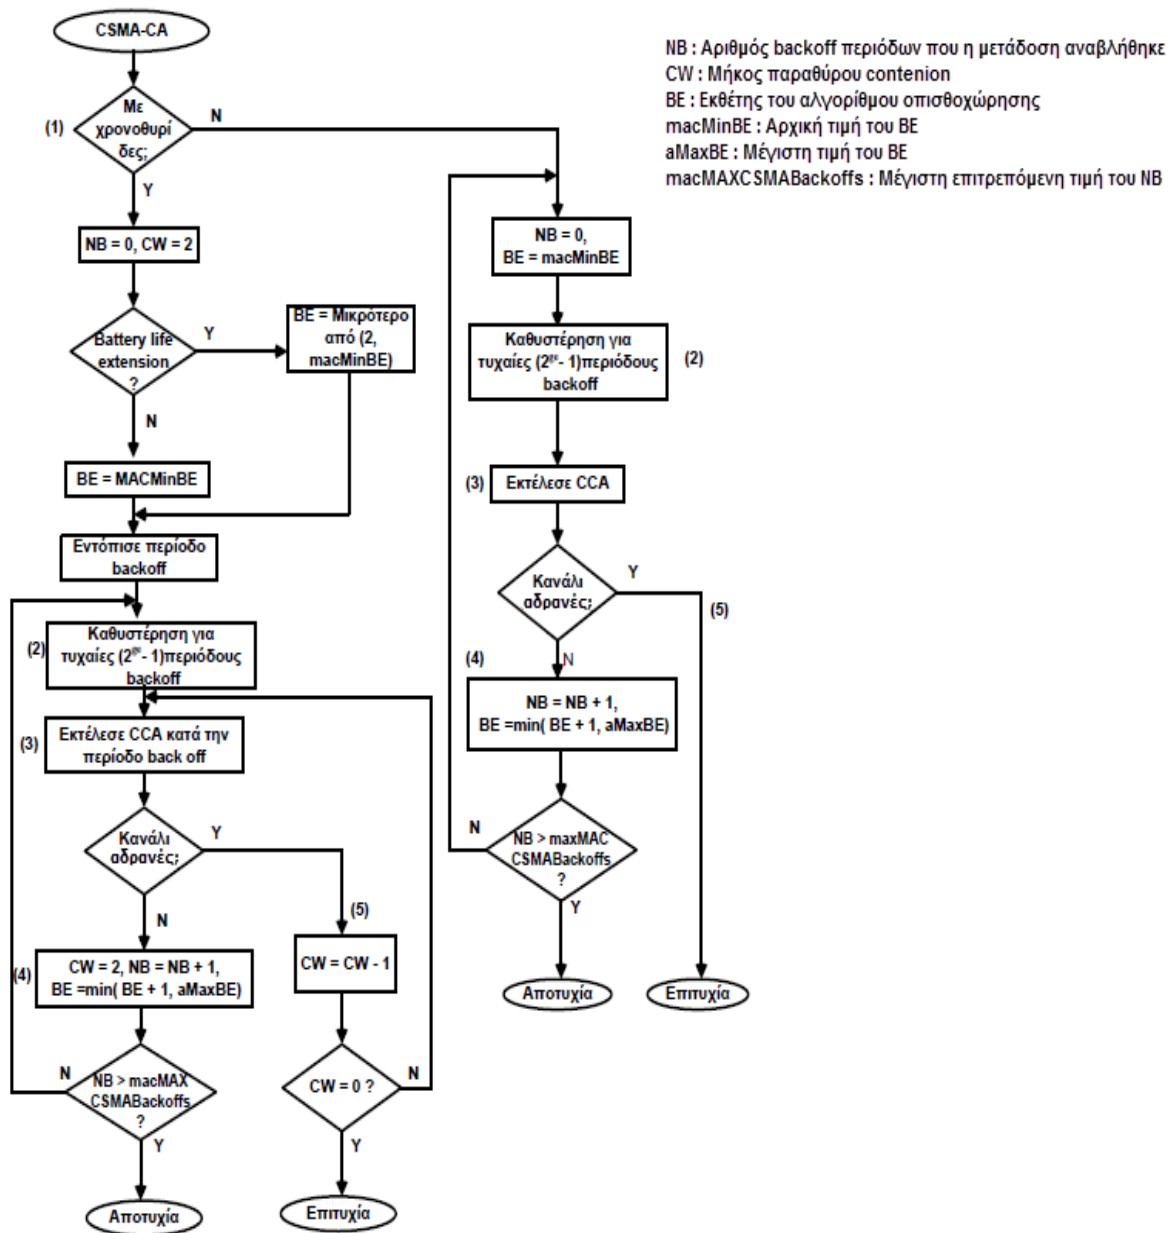 CSMA-CA
NB : Αριθμός backoff περιόδων που η μετάδοση αναβλήθηκε
CW : Μήκος παραθύρου contenion
BE : Εκθέτης του αλγορίθμου οπισθοχώρησης
macMinBE : Αρχική τιμή του BE
aMaxBE : Μέγιστη τιμή του BE
macMAXCSMABackoffs : Μέγιστη επιτρεπόμενη τιμή του NB
(1)
Με
χρονοθυρί
δες;
N
Y
NB = 0, CW = 2
Battery life
extension
?
Y
N
BE = Μικρότερο
από (2,
macMinBE)
BE = MACMinBE
Εντόπισε περίοδο
backoff
(2)
Καθυστέρηση για
τυχαίες (2ᴮᴱ- 1)περιόδους
backoff
(3)
Εκτέλεσε CCA κατά την
περίοδο back off
Κανάλι
αδρανές;
Y
N
(5)
CW = CW - 1
(4)
CW = 2, NB = NB + 1,
BE =min( BE + 1, aMaxBE)
N
NB > macMAX
CSMABackoffs
?
Y
CW = 0 ?
N
Y
Αποτυχία
Επιτυχία
NB = 0,
BE = macMinBE
Καθυστέρηση για
τυχαίες (2ᴮᴱ- 1)περιόδους
backoff
(2)
(3)
Εκτέλεσε CCA
Κανάλι
αδρανές;
Y
(5)
N
(4)
NB = NB + 1,
BE =min( BE + 1, aMaxBE)
N
NB > maxMAC
CSMABackoffs
?
Y
Αποτυχία
Επιτυχία